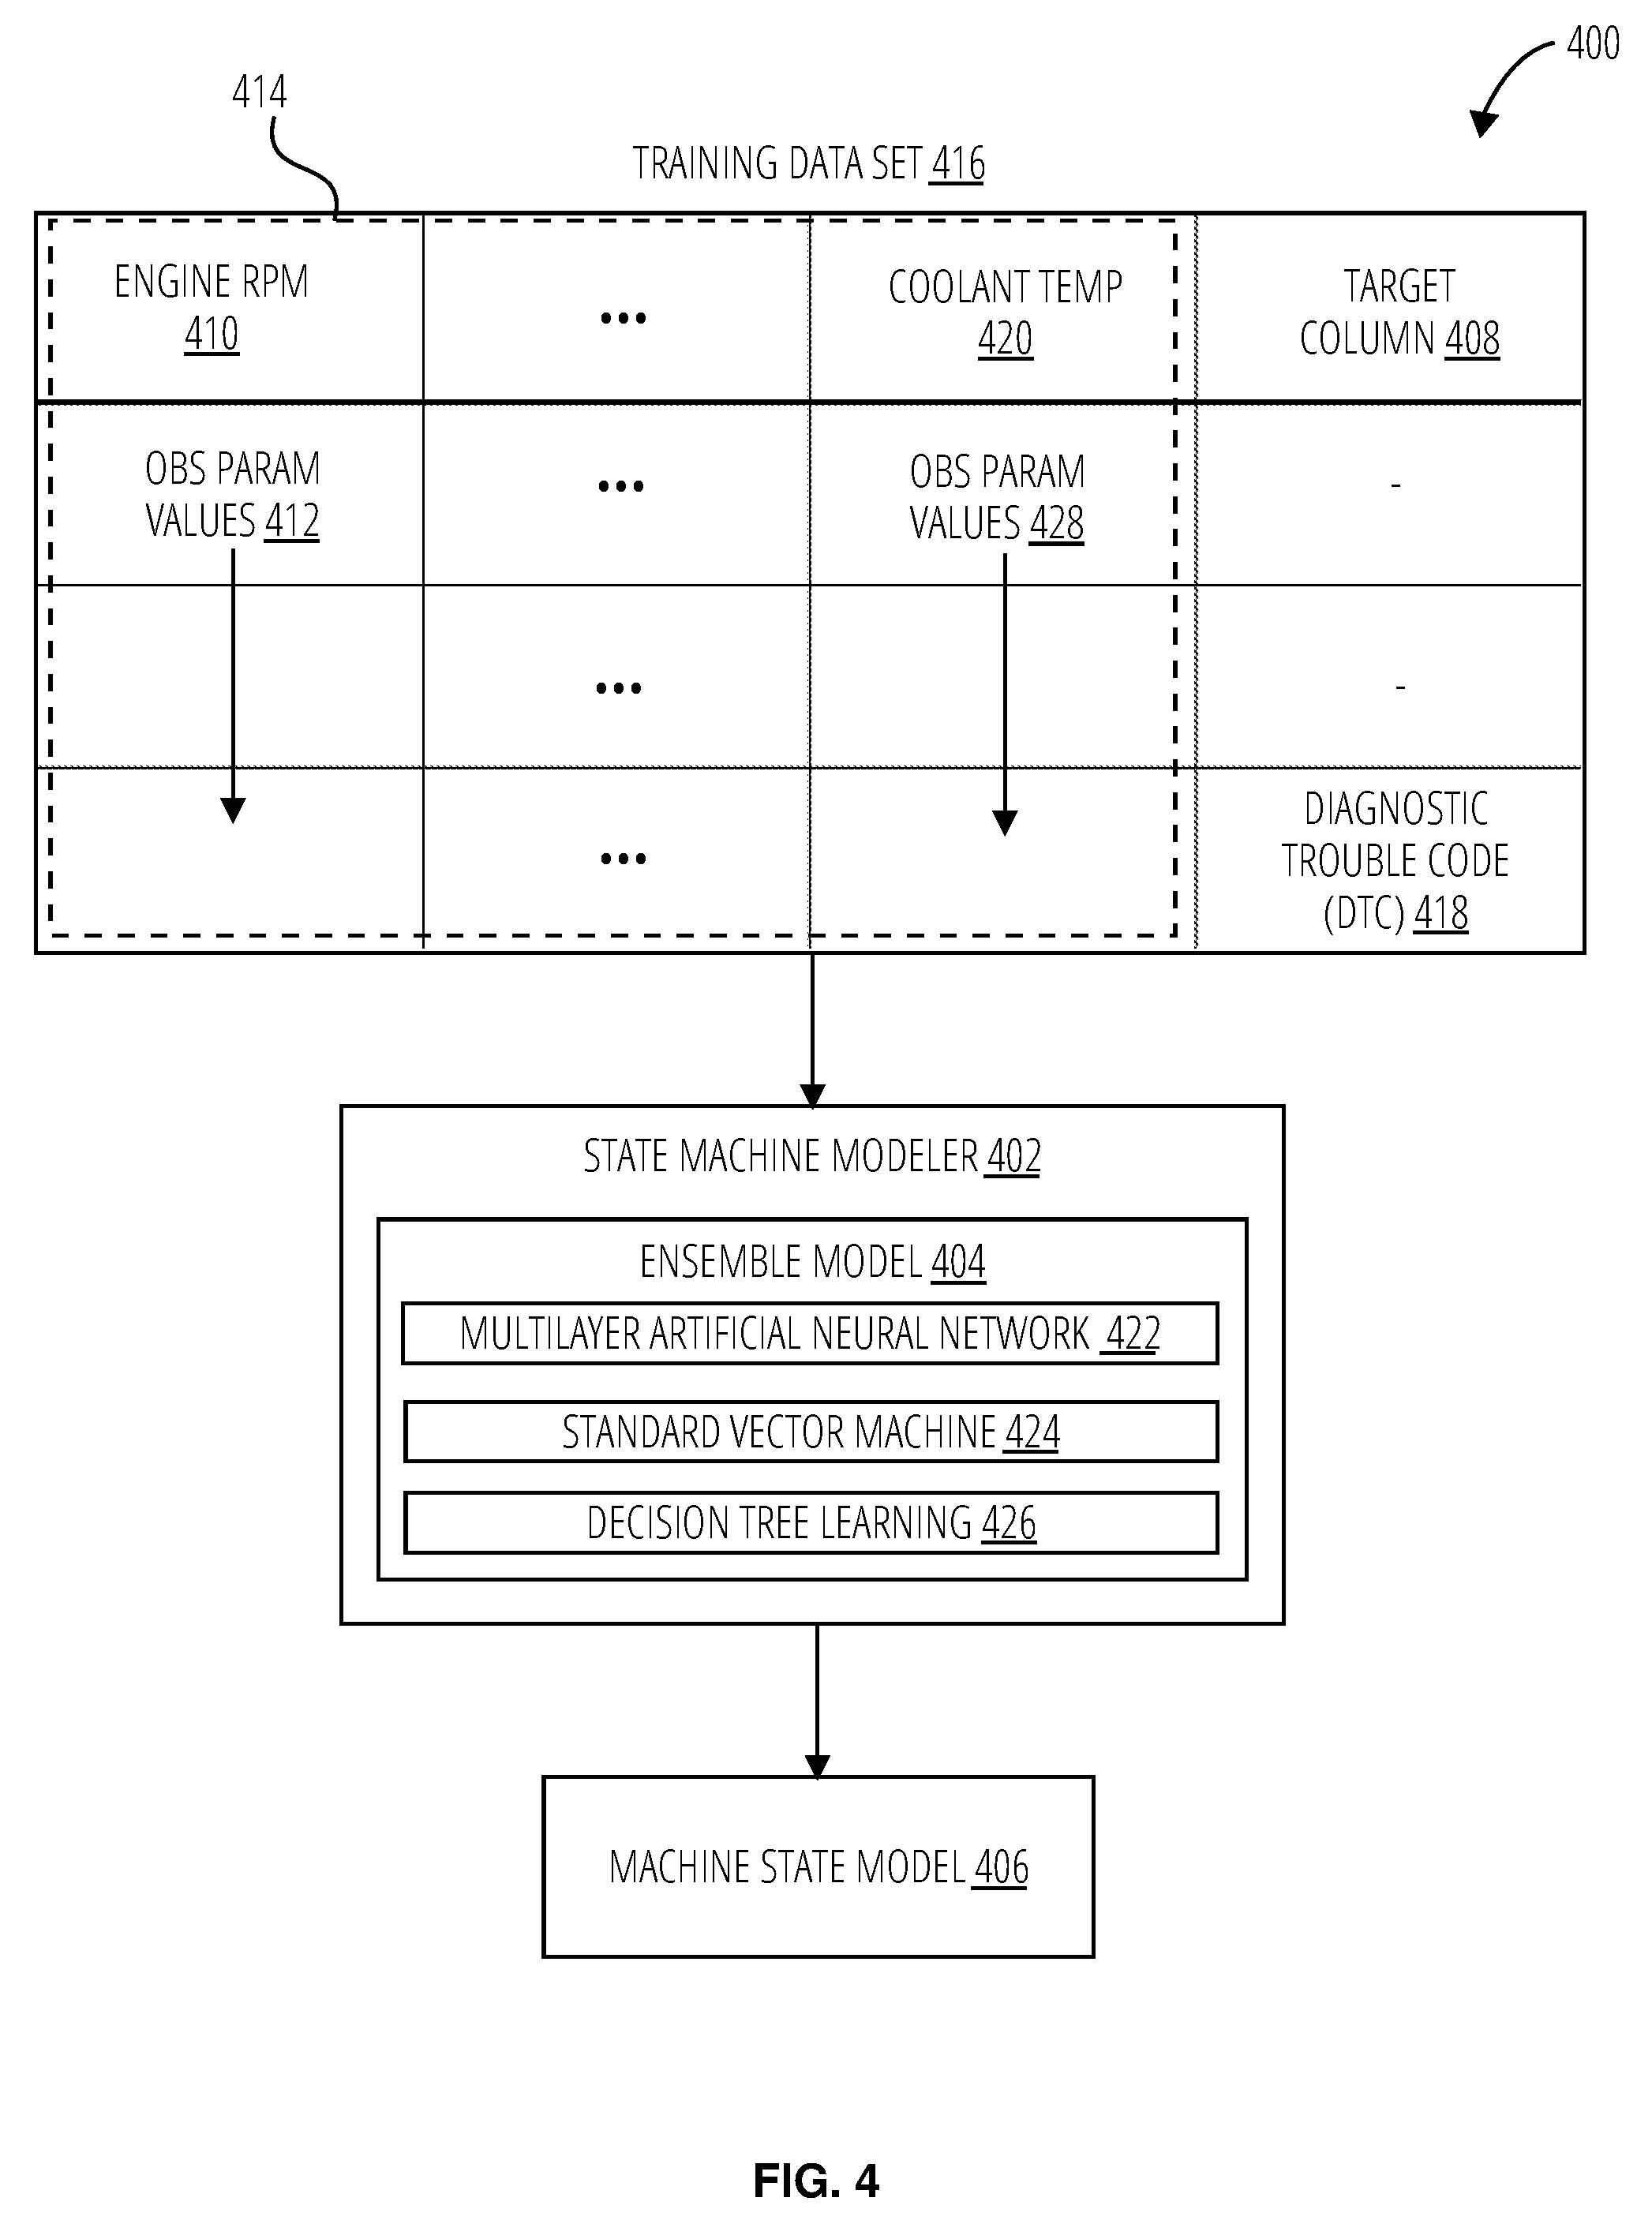 400
414
TRAINING DATA SET 416
ENGINE RPM
410
...
COOLANT TEMP
420
TARGET
COLUMN 408
OBS PARAM
VALUES 412
...
OBS PARAM
VALUES 428
-
...
-
...
DIAGNOSTIC
TROUBLE CODE
(DTC) 418
STATE MACHINE MODELER 402
ENSEMBLE MODEL 404
MULTILAYER ARTIFICIAL NEURAL NETWORK 422
STANDARD VECTOR MACHINE 424
DECISION TREE LEARNING 426
MACHINE STATE MODEL 406
FIG. 4